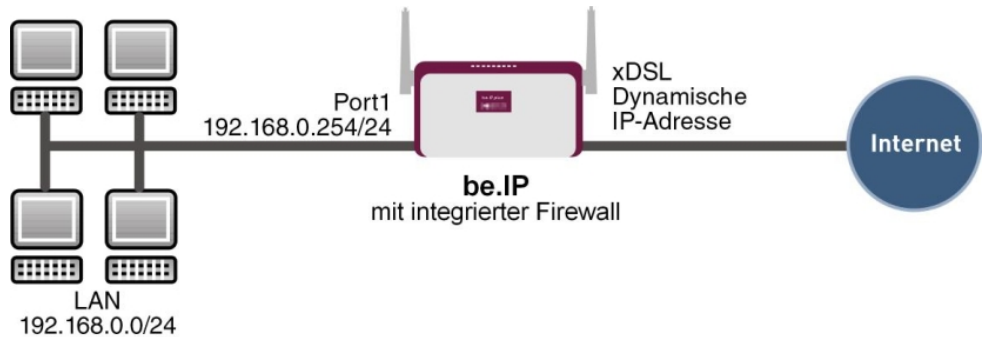 Port1
192.168.0.254/24
xDSL
Dynamische
IP-Adresse
Internet
be.IP
mit integrierter Firewall
LAN
192.168.0.0/24